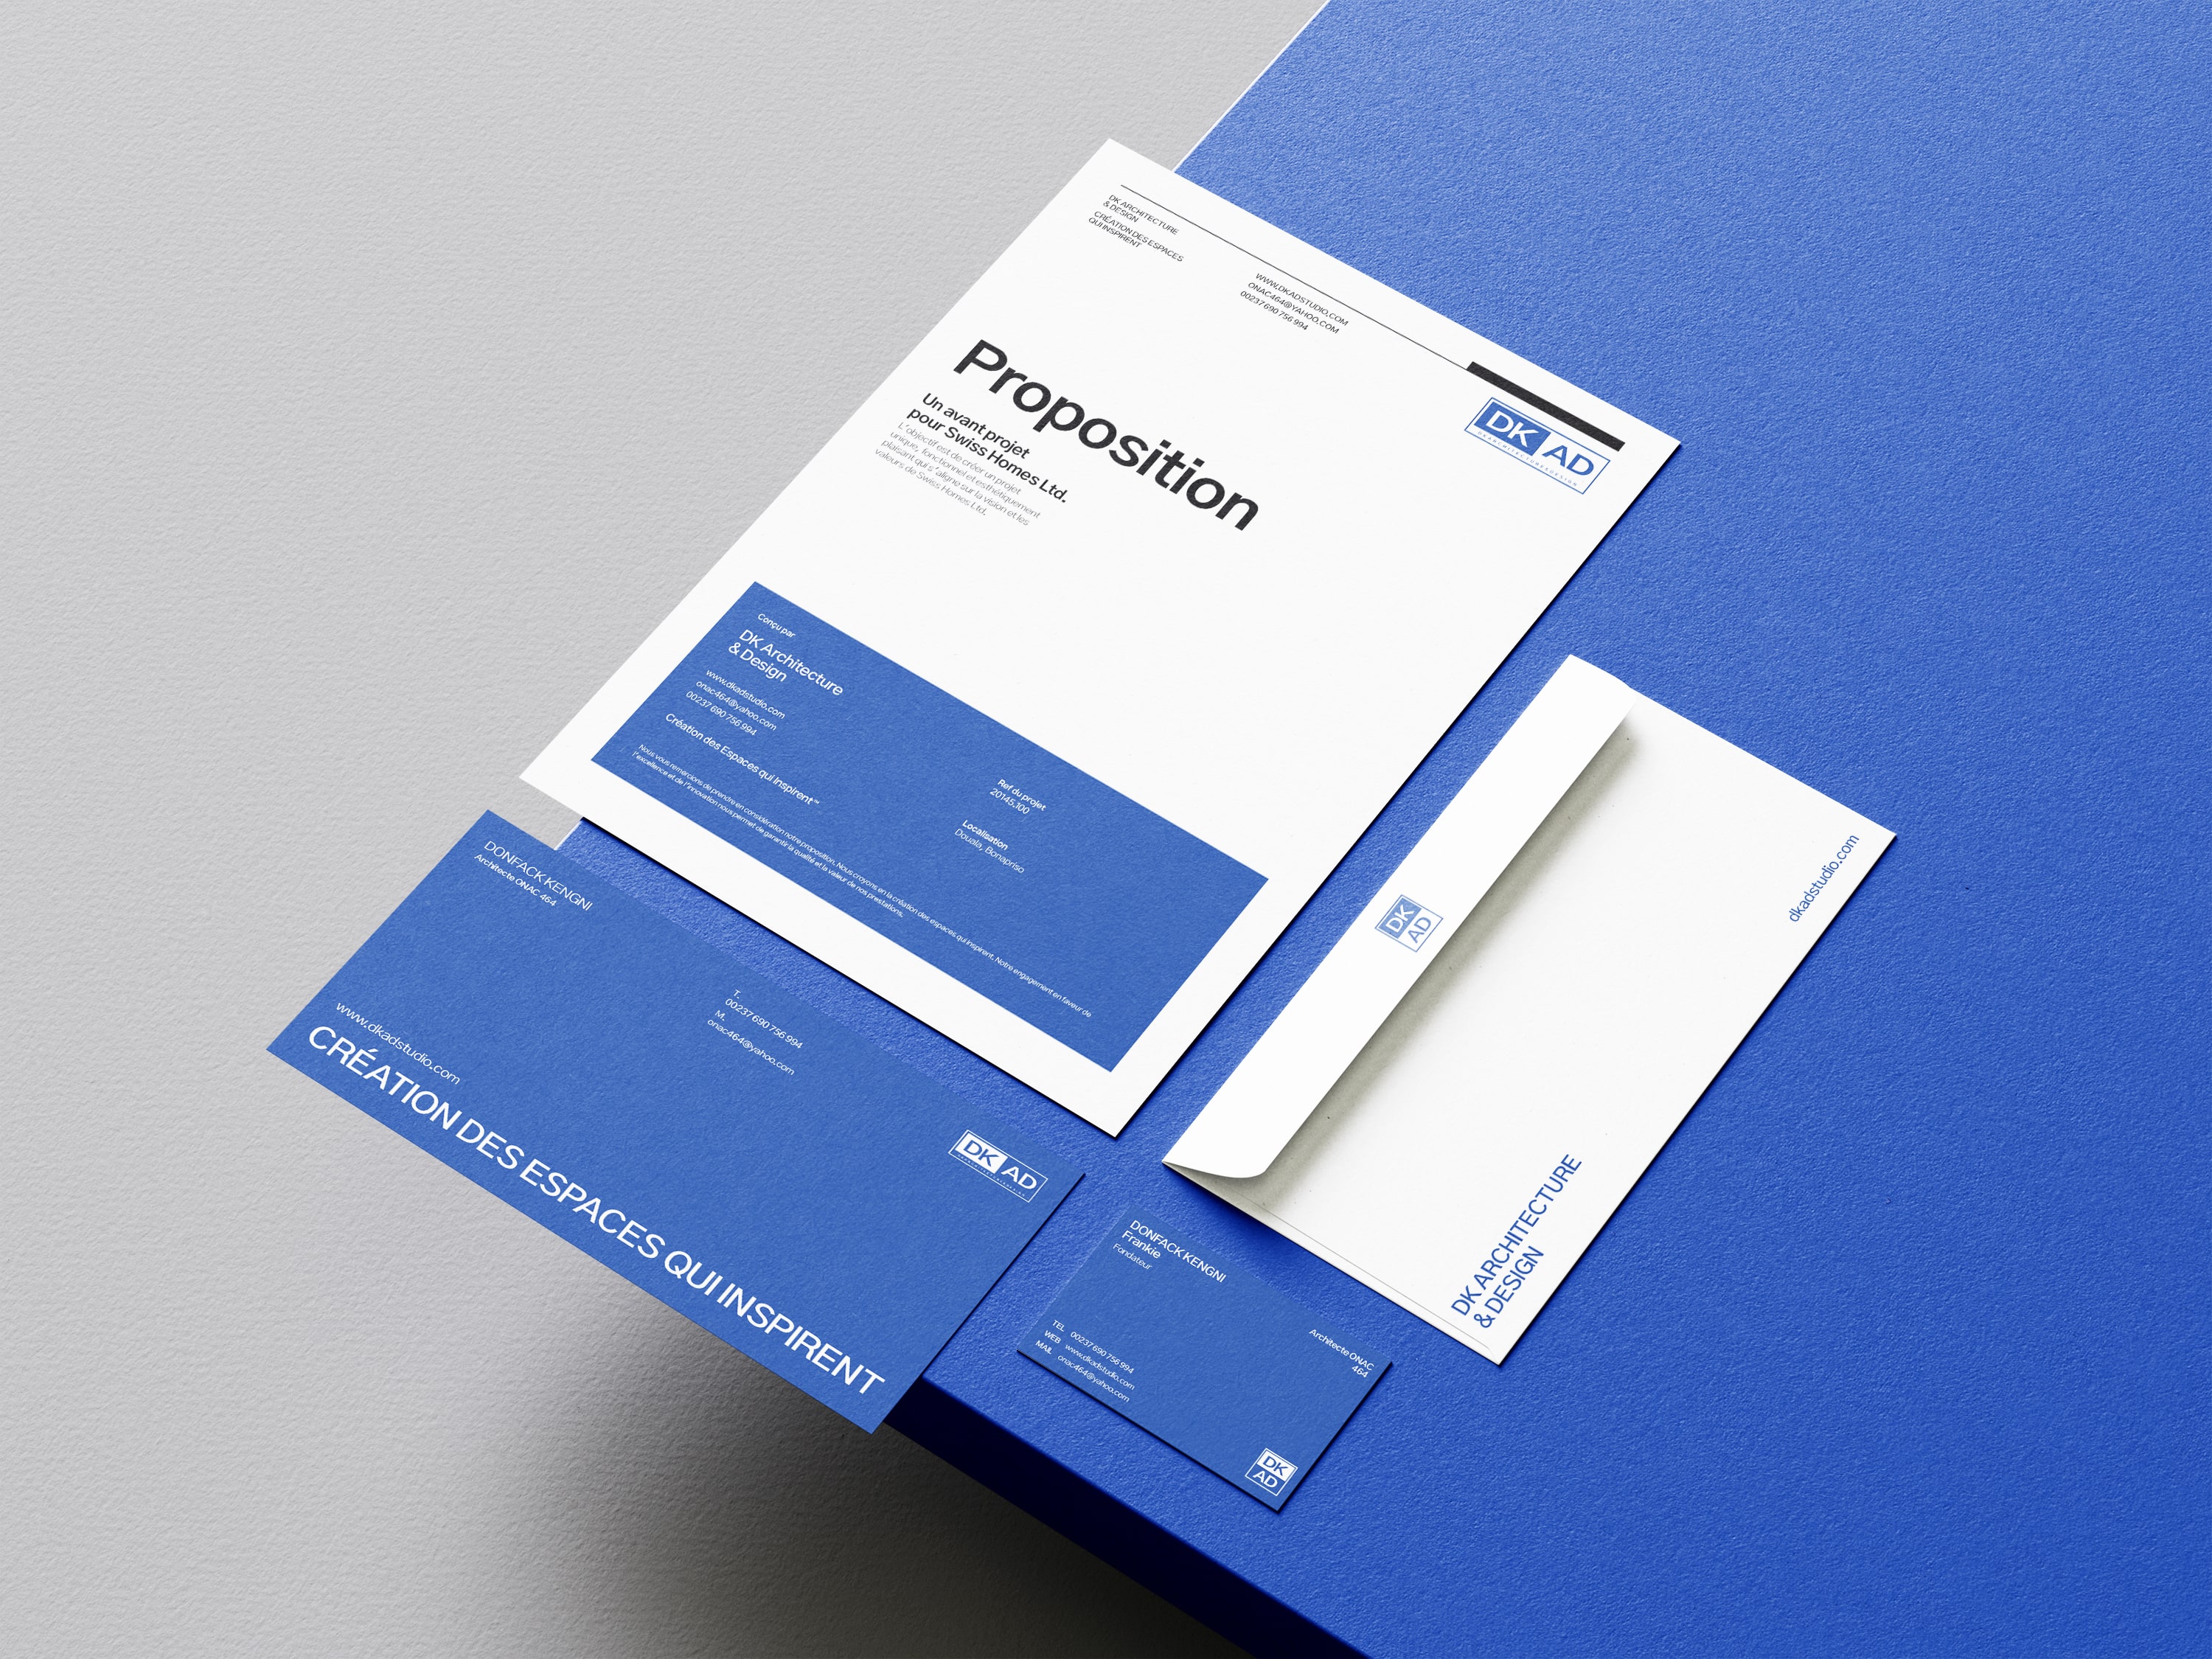 DK ARCHITECTURE
& DESIGN
CRÉATION DES ESPACES
QUI INSPIRENT
WWW.DKADSTUDIO.COM
ONAC464@YAHOO.COM
00237 690 756 994
DK AD
DKARCHITECTURE&DESIGN
Proposition
Un avant projet
pour Swiss Homes Ltd.
L'objectif est de créer un projet
unique, fonctionnel et esthétiquement
plaisant qui s'aligne sur la vision et les
valeurs de Swiss Homes Ltd.
Conçu par
DK Architecture
& Design
www.dkadstudio.com
onac464@yahoo.com
00237 690 756 994
Création des Espaces qui Inspirent℠
Ref du projet
20145.100
Localisation
Douala, Bonapriso
Nous vous remercions de prendre en considération notre proposition. Nous croyons en la création des espaces qui inspirent. Notre engagement en faveur de
l'excellence et de l'innovation nous permet de garantir la qualité et la valeur de nos prestations.
DONFACK KENGNI
Architecte ONAC 464
T.
00237 690 756 994
M.
onac464@yahoo.com
www.dkadstudio.com
CRÉATION DES ESPACES QUI INSPIRENT
DK AD
DK
AD
dkadstudio.com
DK ARCHITECTURE
& DESIGN
DONFACK KENGNI
Frankie
Fondateur
Architecte ONAC
464
TEL 00237 690 756 994
WEB www.dkadstudio.com
MAIL onac464@yahoo.com
DK
AD